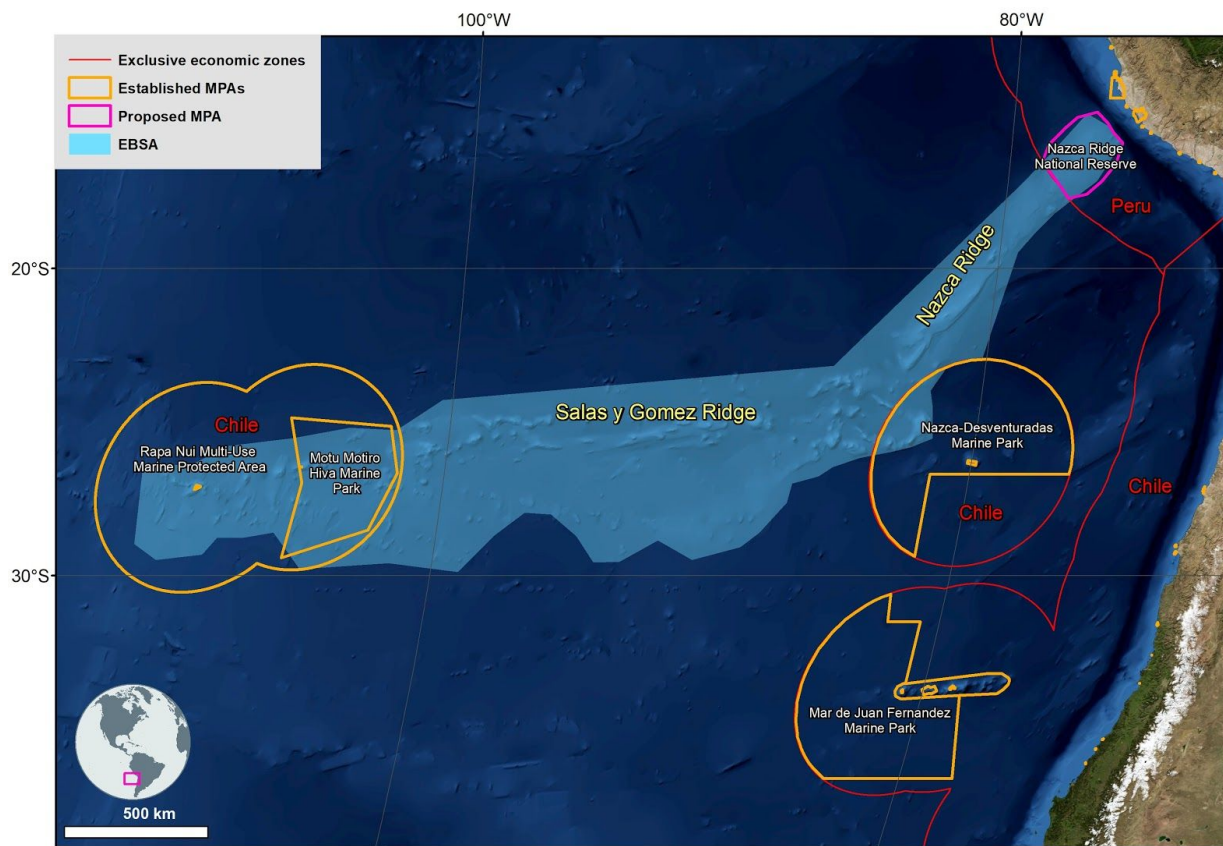 100°W
80°W
Exclusive economic zones
Established MPAs
Proposed MPA
EBSA
Nazca Ridge
National Reserve
Peru
20°S
Nazca Ridge
Salas y Gomez Ridge
Chile
Rapa Nui Multi-Use
Marine Protected Area
Motu Motiro
Hiva Marine
Park
Nazca-Desventuradas
Marine Park
Chile
Chile
30°S
Mar de Juan Fernandez
Marine Park
500 km